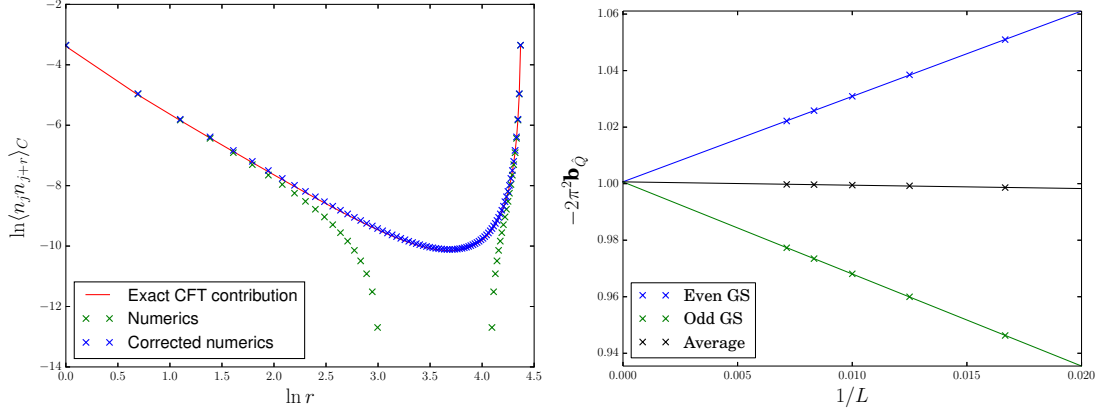 −2
−4
−6
−8
−10
−12
−14
ln⟨n_j n_{j+r}⟩_C
0.0 0.5 1.0 1.5 2.0 2.5 3.0 3.5 4.0 4.5
ln r
Exact CFT contribution
Numerics
Corrected numerics
1.06
1.04
1.02
1.00
0.98
0.96
0.94
−2π²b_Q̂
0.000 0.005 0.010 0.015 0.020
1/L
Even GS
Odd GS
Average